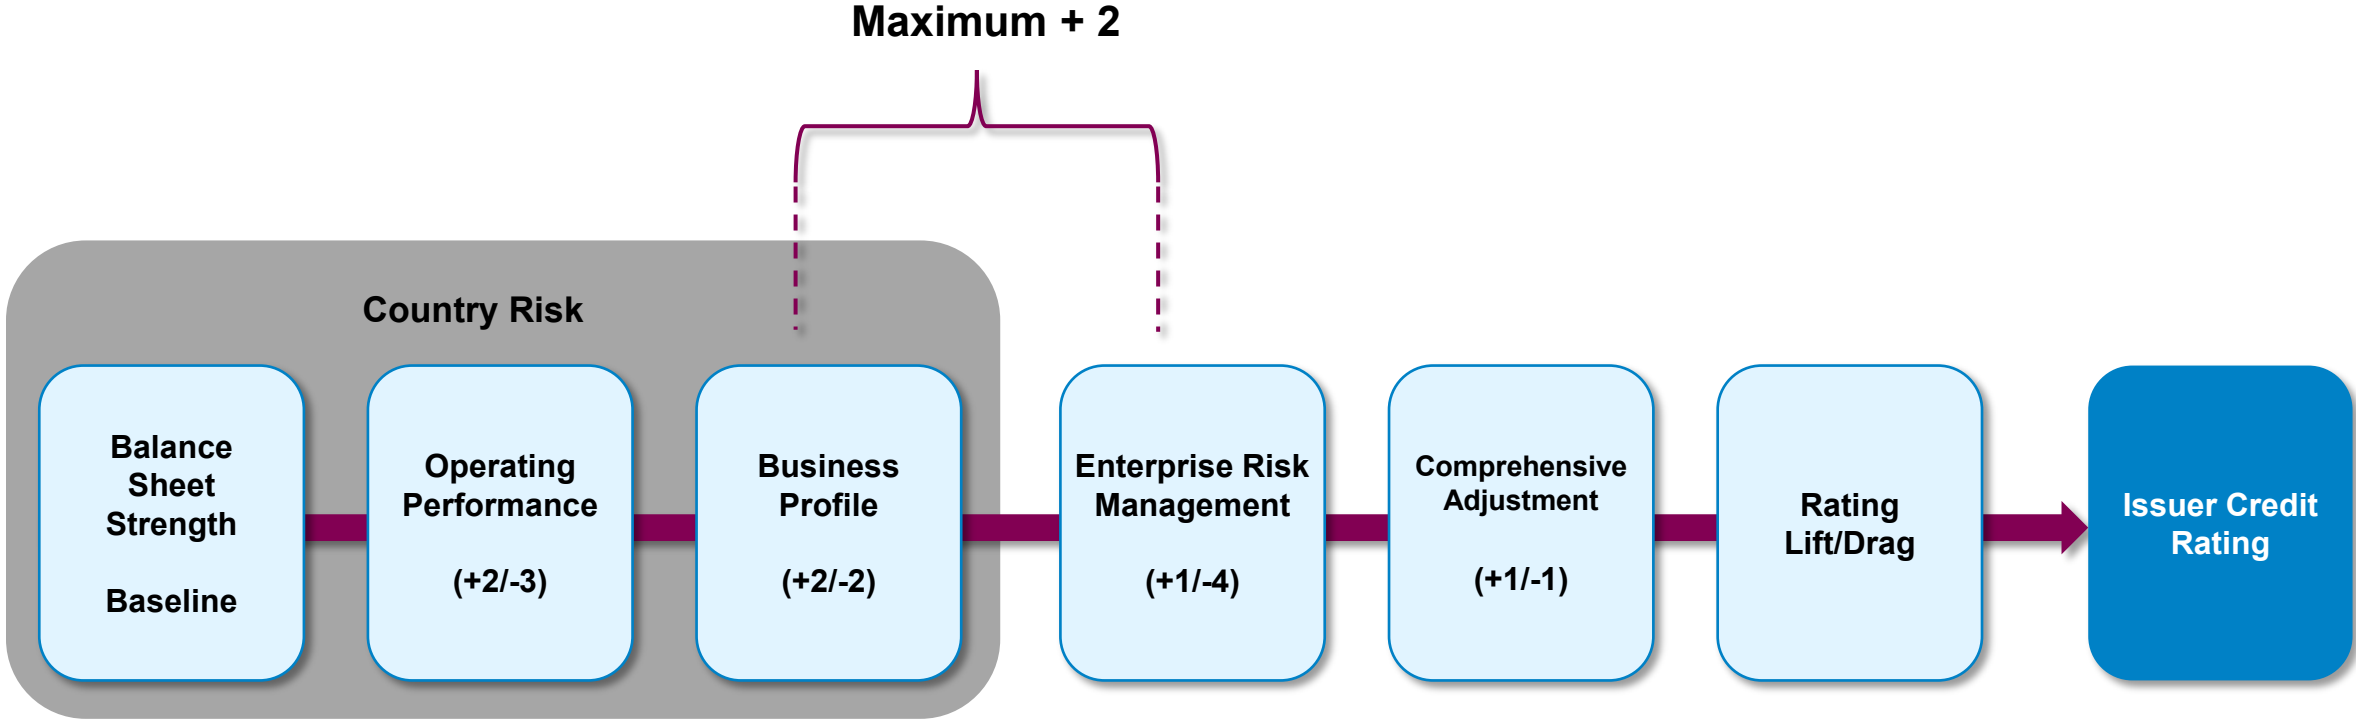 Maximum + 2
Country Risk
Balance
Sheet
Strength
Baseline
Operating
Performance
(+2/-3)
Business
Profile
(+2/-2)
Enterprise Risk
Management
(+1/-4)
Comprehensive
Adjustment
(+1/-1)
Rating
Lift/Drag
Issuer Credit
Rating